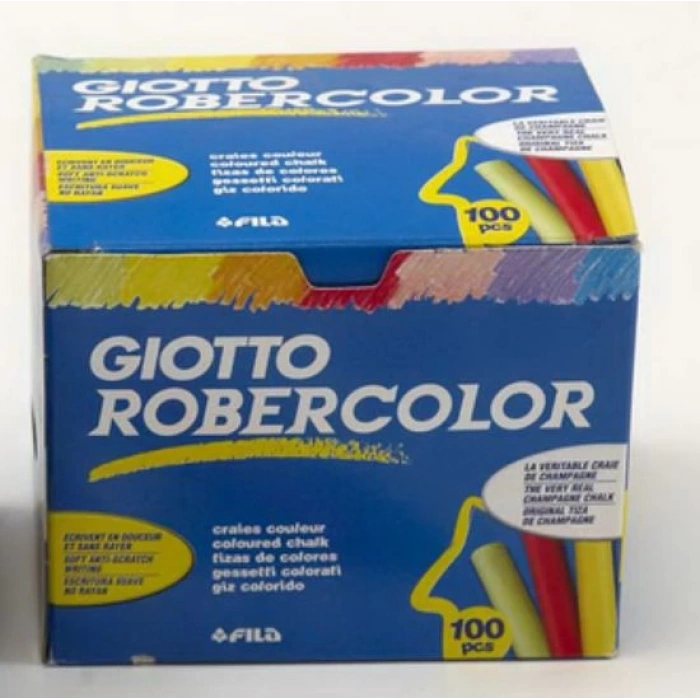 GIOTTO
ROBERCOLOR
LA VERITABLE CRAIE
DE CHAMPAGNE
THE VERY REAL
CHAMPAGNE CHALK
ORIGINAL TIZA
DE CHAMPAGNE
ECRIVENT EN DOUCEUR
ET SANS RAYER
SOFT ANTI-SCRATCH
WRITING
ESCRITURA SUAVE
NO RAYAN
craies couleur
coloured chalk
tizas de colores
gessetti colorati
giz colorido
FILA
100
pcs
GIOTTO
ROBERCOLOR
LA VERITABLE CRAIE
DE CHAMPAGNE
THE VERY REAL
CHAMPAGNE CHALK
ORIGINAL TIZA
DE CHAMPAGNE
ECRIVENT EN DOUCEUR
ET SANS RAYER
SOFT ANTI-SCRATCH
WRITING
ESCRITURA SUAVE
NO RAYAN
craies couleur
coloured chalk
tizas de colores
gessetti colorati
giz colorido
FILA
100
pcs